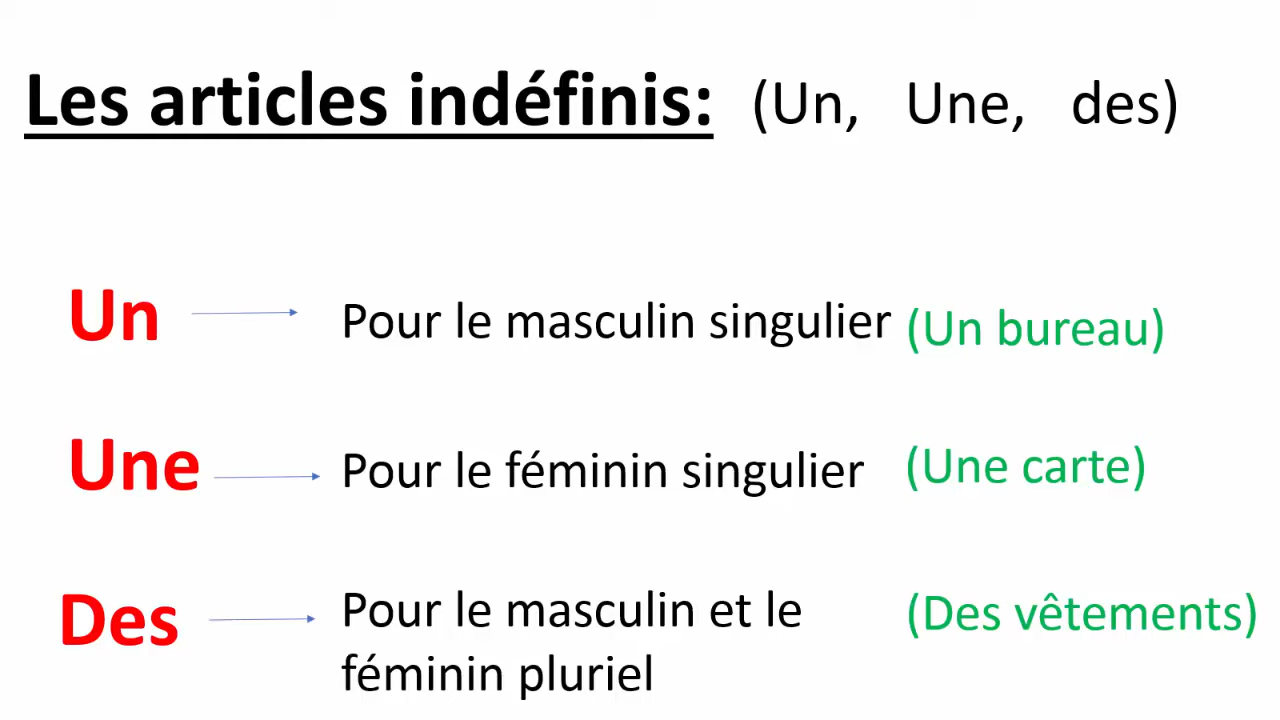 Les articles indéfinis: (Un, Une, des)
Un Pour le masculin singulier (Un bureau)
Une Pour le féminin singulier (Une carte)
Des Pour le masculin et le (Des vêtements)
féminin pluriel